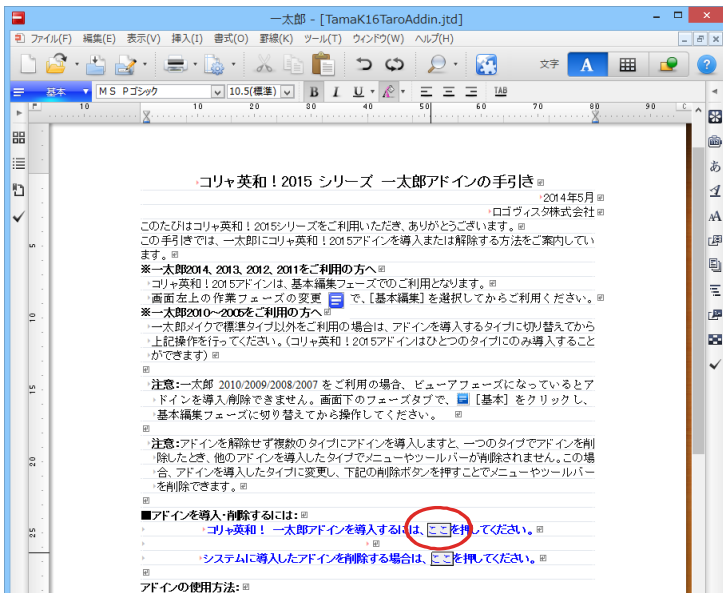 一太郎 - [TamaK16TaroAddin.jtd]
ファイル(F) 編集(E) 表示(V) 挿入(I) 書式(O) 罫線(K) ツール(T) ウィンドウ(W) ヘルプ(H)
文字 A
基本 MS Pゴシック 10.5(標準) B I U TAB
10 10 20 30 40 50 60 70 80 90
コリャ英和！2015 シリーズ 一太郎アドインの手引き
2014年5月
ロゴヴィスタ株式会社
このたびはコリャ英和！2015シリーズをご利用いただき、ありがとうございます。
この手引きでは、一太郎にコリャ英和！2015アドインを導入または解除する方法をご案内してい
ます。
※一太郎2014、2013、2012、2011をご利用の方へ
コリャ英和！2015アドインは、基本編集フェーズでのご利用となります。
画面左上の作業フェーズの変更 で、[基本編集] を選択してからご利用ください。
※一太郎2010～2005をご利用の方へ
一太郎メイクで標準タイプ以外をご利用の場合は、アドインを導入するタイプに切り替えてから
上記操作を行ってください。(コリャ英和！2015アドインはひとつのタイプにのみ導入すること
ができます)
注意:一太郎 2010/2009/2008/2007 をご利用の場合、ビューアフェーズになっているとア
ドインを導入/削除できません。画面下のフェーズタブで、 [基本] をクリックし、
基本編集フェーズに切り替えてから操作してください。
注意:アドインを解除せず複数のタイプにアドインを導入しますと、一つのタイプでアドインを削
除したとき、他のアドインを導入したタイプでメニューやツールバーが削除されません。この場
合、アドインを導入したタイプに変更し、下記の削除ボタンを押すことでメニューやツールバー
を削除できます。
■アドインを導入・削除するには:
コリャ英和！ 一太郎アドインを導入するには、ここを押してください。
システムに導入したアドインを削除する場合は、ここを押してください。
アドインの使用方法: